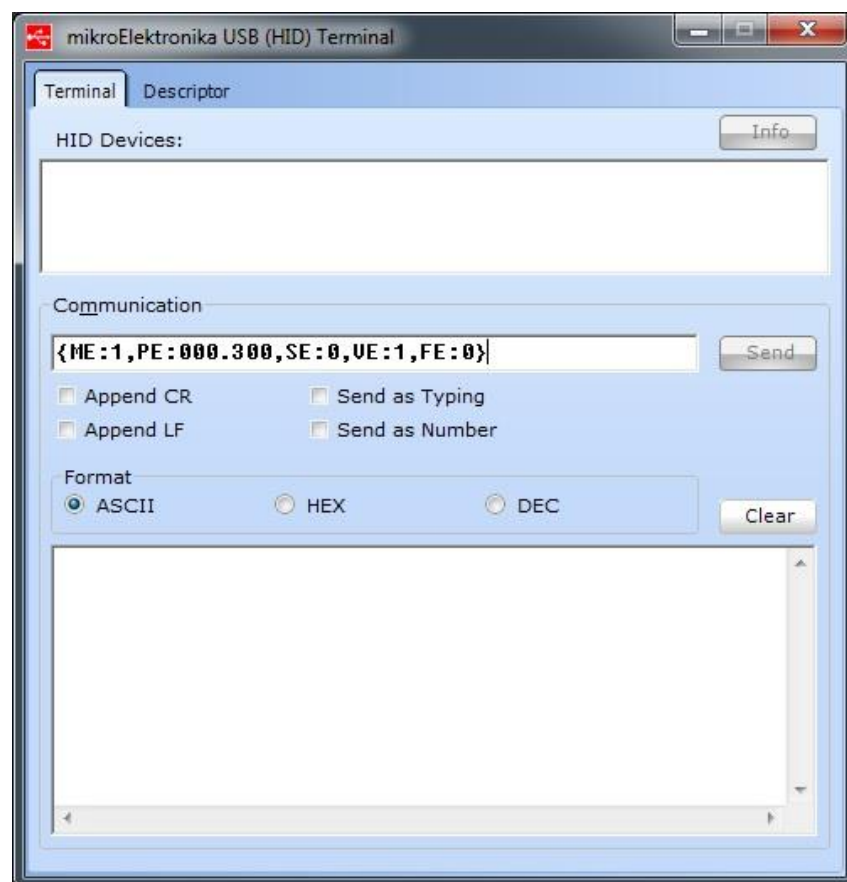 mikroElektronika USB (HID) Terminal
Terminal Descriptor
HID Devices: Info
Communication
{ME:1,PE:000.300,SE:0,VE:1,FE:0} Send
Append CR Send as Typing
Append LF Send as Number
Format
ASCII HEX DEC
Clear